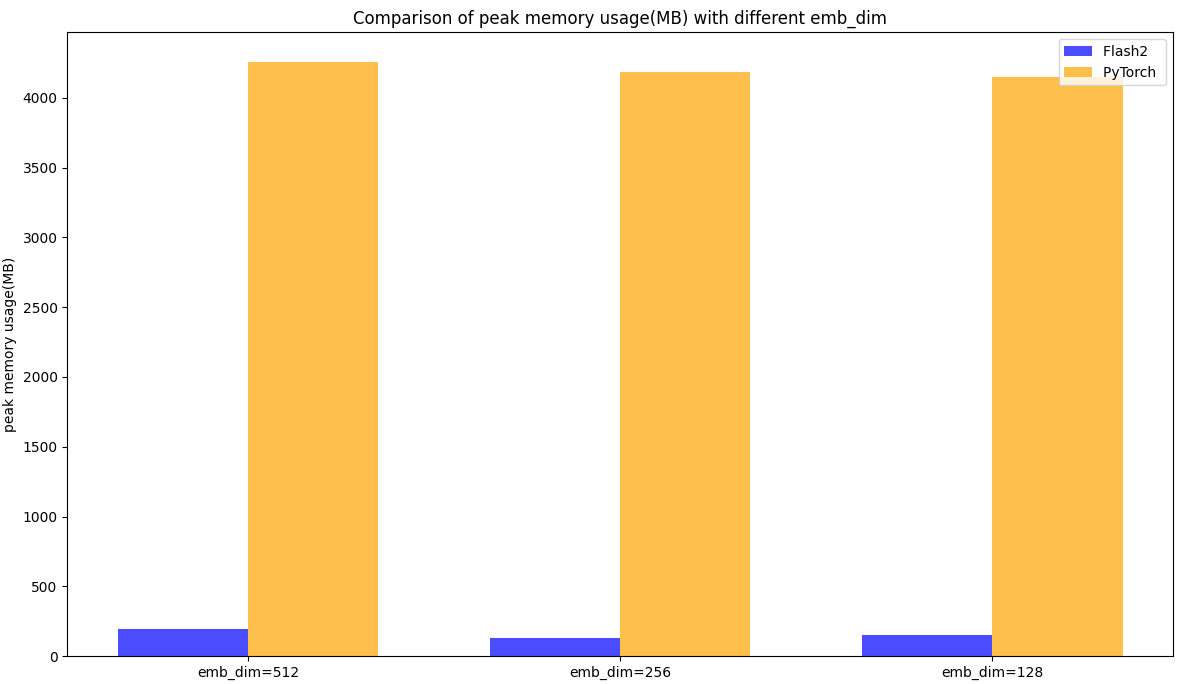 Comparison of peak memory usage(MB) with different emb_dim
Flash2
PyTorch
peak memory usage(MB)
4000
3500
3000
2500
2000
1500
1000
500
0
emb_dim=512
emb_dim=256
emb_dim=128